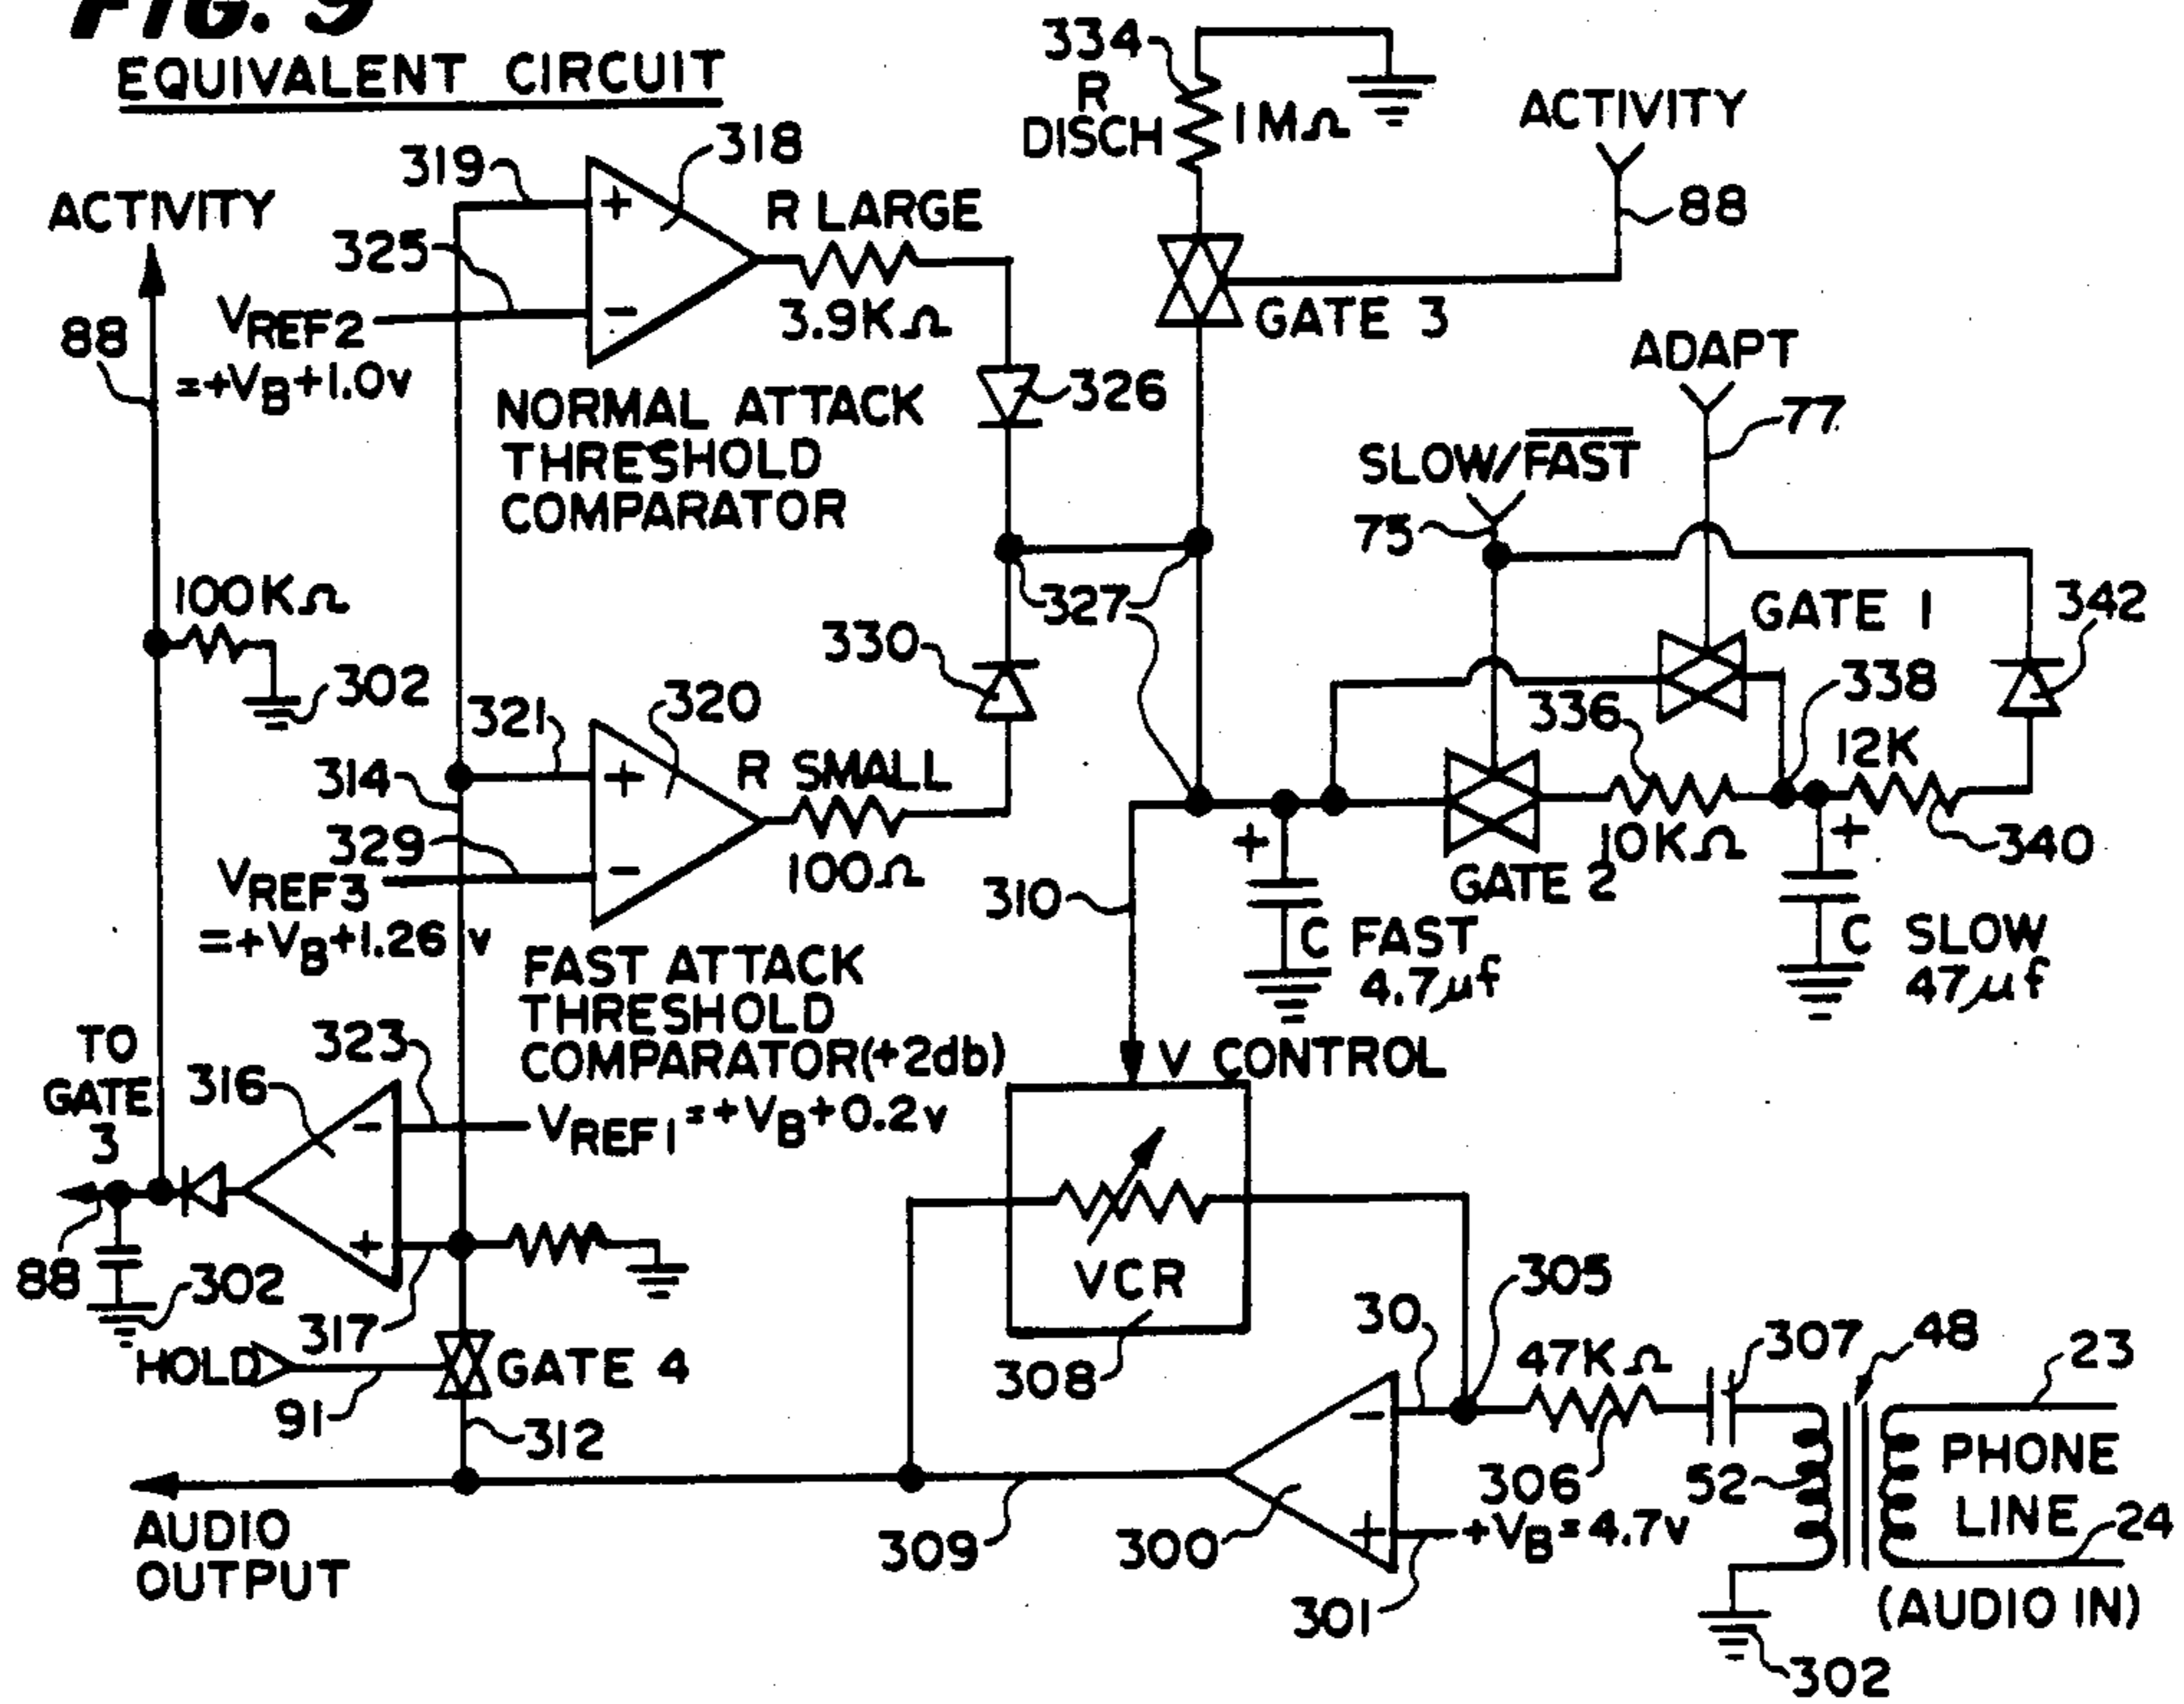 FIG. 9
EQUIVALENT CIRCUIT
334
R
DISCH
1MΩ
ACTIVITY
88
GATE 3
ACTIVITY
88
319
318
325
R LARGE
3.9KΩ
VREF2
=+VB+1.0v
NORMAL ATTACK
THRESHOLD
COMPARATOR
326
ADAPT
77
SLOW/FAST
75
327
100KΩ
302
330
GATE 1
342
338
336
12K
321
320
314
329
R SMALL
100Ω
VREF3
=+VB+1.26 v
FAST ATTACK
THRESHOLD
COMPARATOR(+2db)
310
+
C FAST
4.7μf
GATE 2
10KΩ
+
340
C SLOW
47μf
TO
GATE
3
316
323
VREF1=+VB+0.2v
V CONTROL
VCR
308
88
302
317
HOLD
91
GATE 4
312
AUDIO
OUTPUT
309
300
30
305
47KΩ
306
307
48
23
52
PHONE
LINE
24
+VB=4.7v
301
(AUDIO IN)
302